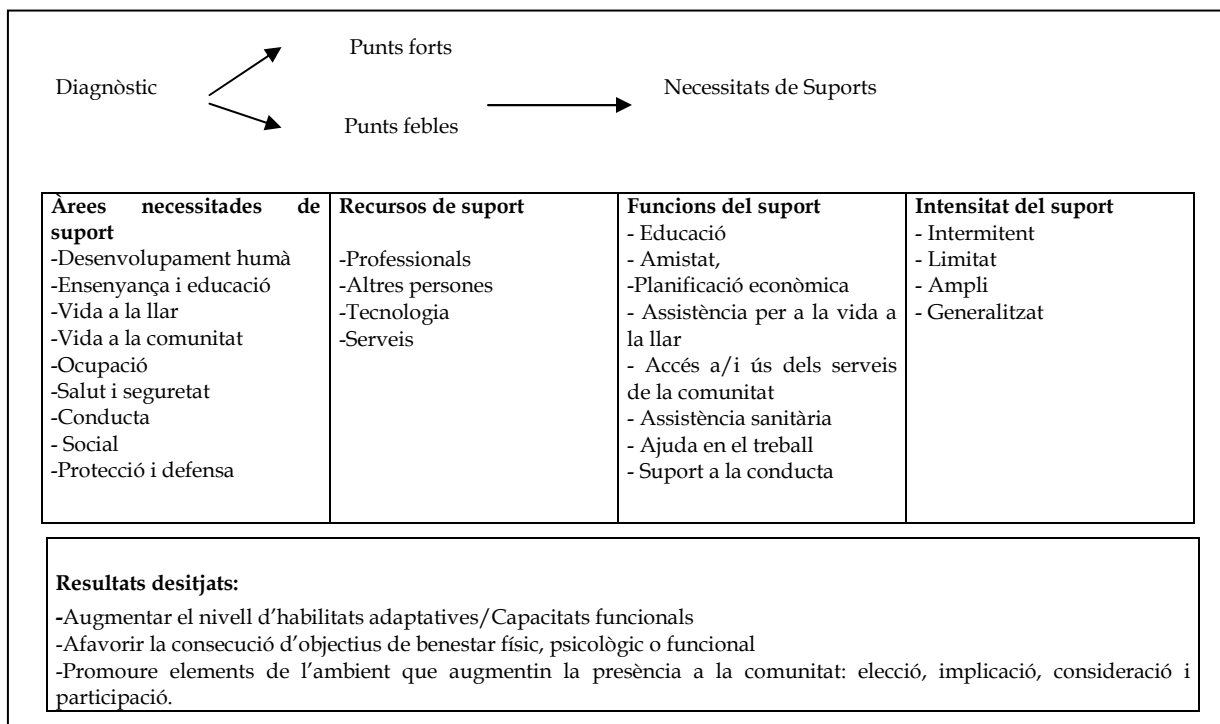 Punts forts
Diagnòstic
Necessitats de Suports
Punts febles
Àrees necessitades de
suport
-Desenvolupament humà
-Ensenyança i educació
-Vida a la llar
-Vida a la comunitat
-Ocupació
-Salut i seguretat
-Conducta
- Social
-Protecció i defensa
Recursos de suport
-Professionals
-Altres persones
-Tecnologia
-Serveis
Funcions del suport
- Educació
- Amistat,
-Planificació econòmica
- Assistència per a la vida a
la llar
- Accés a/i ús dels serveis
de la comunitat
- Assistència sanitària
- Ajuda en el treball
- Suport a la conducta
Intensitat del suport
- Intermitent
- Limitat
- Ampli
- Generalitzat
Resultats desitjats:
-Augmentar el nivell d’habilitats adaptatives/Capacitats funcionals
-Afavorir la consecució d’objectius de benestar físic, psicològic o funcional
-Promoure elements de l’ambient que augmentin la presència a la comunitat: elecció, implicació, consideració i
participació.